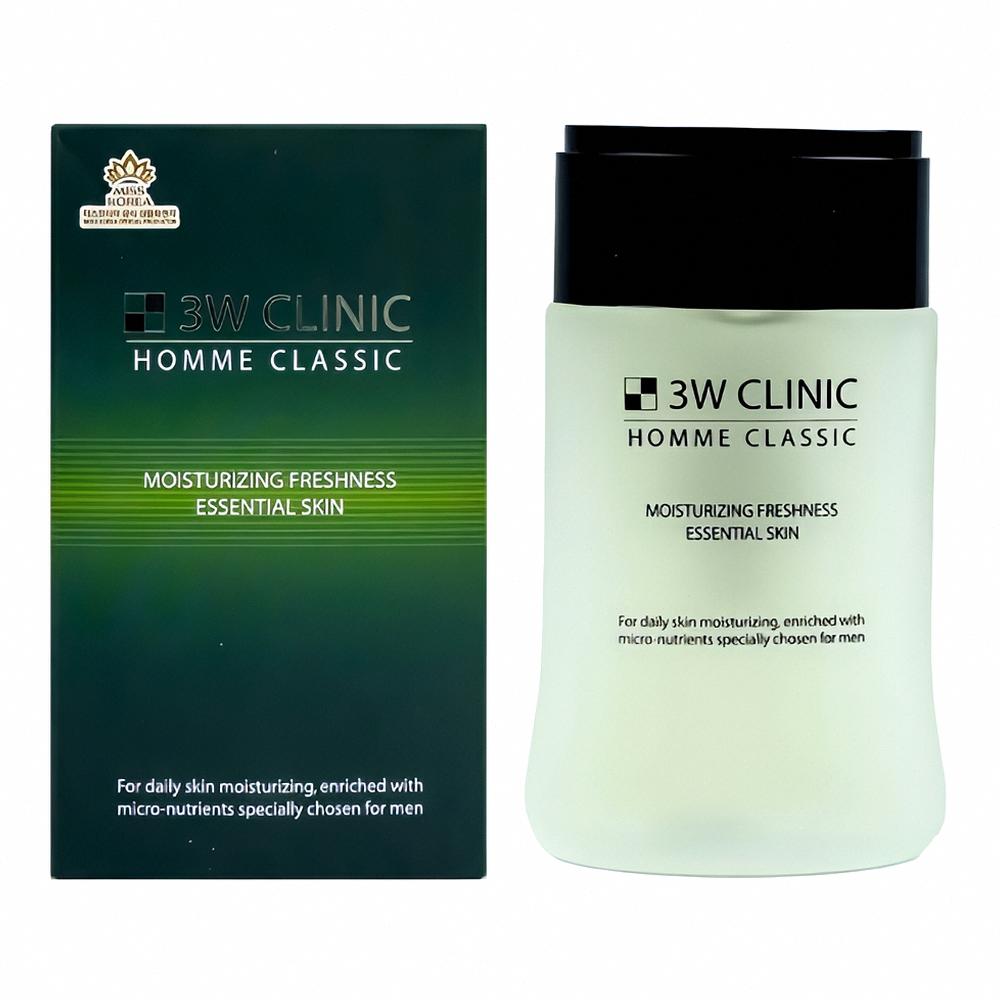 MISS
KOREA
3W CLINIC
HOMME CLASSIC
MOISTURIZING FRESHNESS
ESSENTIAL SKIN
For daily skin moisturizing, enriched with
micro-nutrients specially chosen for men
3W CLINIC
HOMME CLASSIC
MOISTURIZING FRESHNESS
ESSENTIAL SKIN
For daily skin moisturizing, enriched with
micro-nutrients specially chosen for men